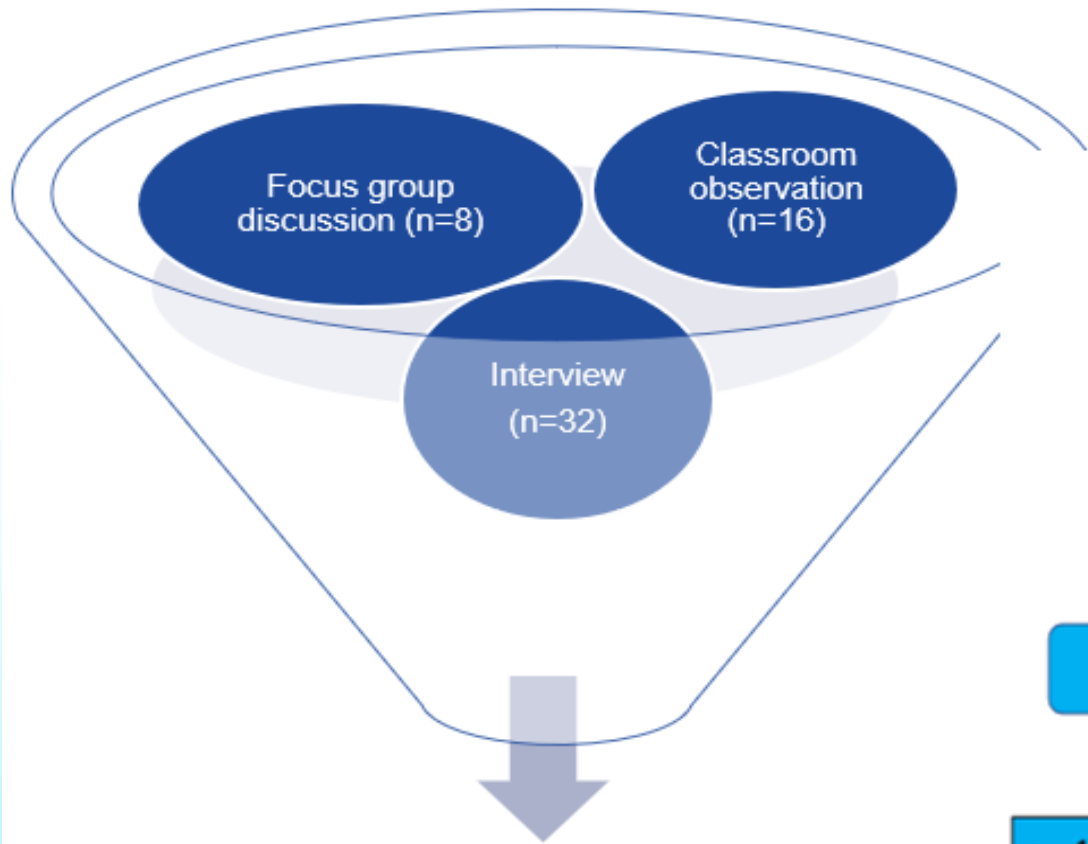 Focus group
discussion (n=8)
Classroom
observation
(n=16)
Interview
(n=32)